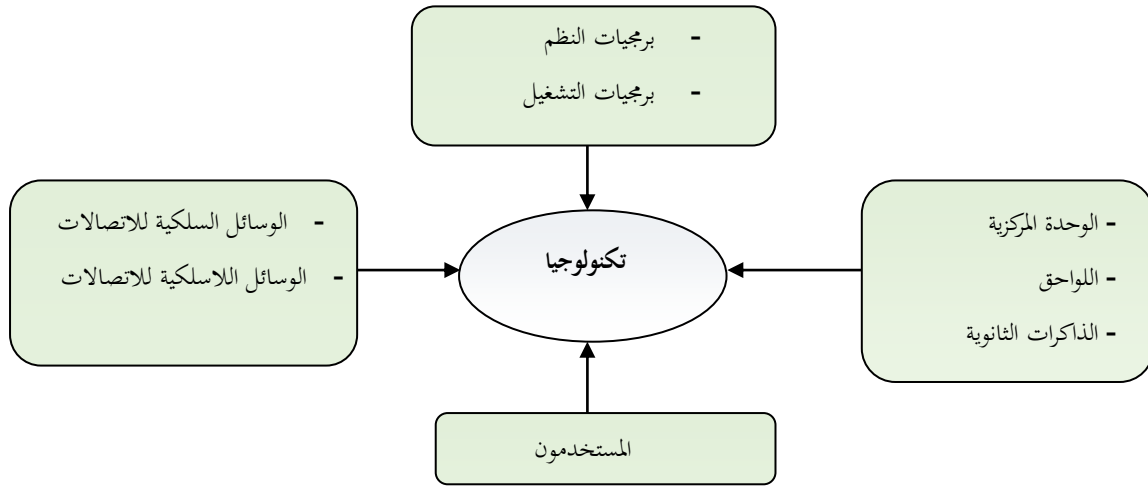 - برمجيات النظم
- برمجيات التشغيل
- الوحدة المركزية
- اللواحق
- الذاكرات الثانوية
تكنولوجيا
- الوسائل السلكية للاتصالات
- الوسائل اللاسلكية للاتصالات
المستخدمون